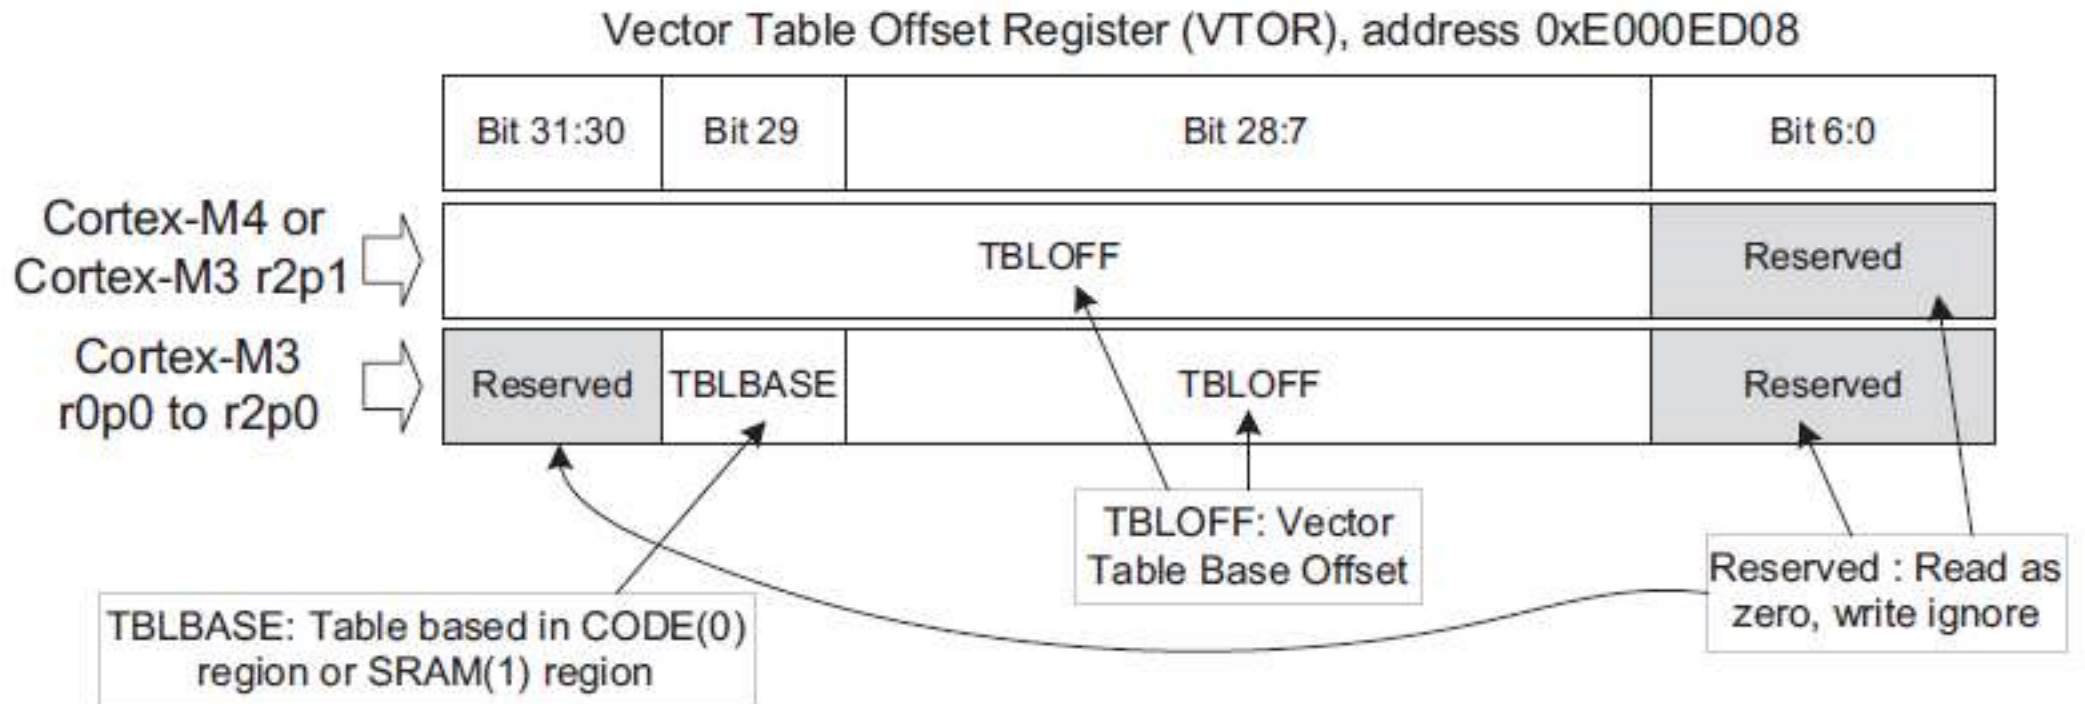 Vector Table Offset Register (VTOR), address 0xE000ED08
Bit 31:30 Bit 29 Bit 28:7 Bit 6:0
Cortex-M4 or
Cortex-M3 r2p1
TBLOFF Reserved
Cortex-M3
r0p0 to r2p0
Reserved TBLBASE TBLOFF Reserved
TBLOFF: Vector
Table Base Offset
Reserved : Read as
zero, write ignore
TBLBASE: Table based in CODE(0)
region or SRAM(1) region